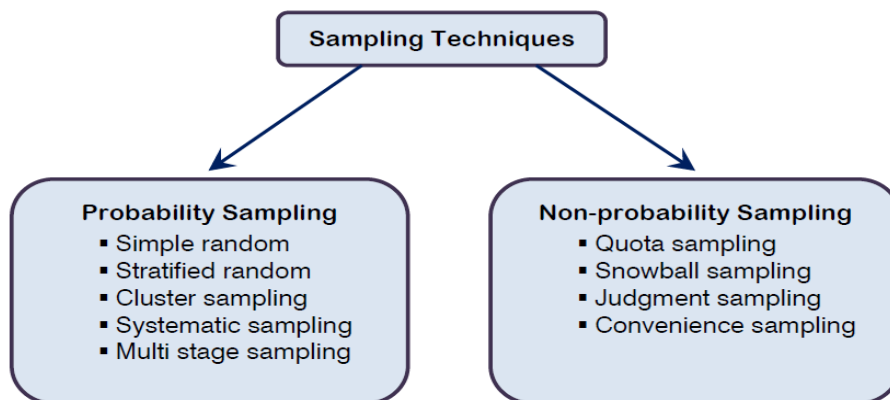 Sampling Techniques
Probability Sampling
▪ Simple random
▪ Stratified random
▪ Cluster sampling
▪ Systematic sampling
▪ Multi stage sampling
Non-probability Sampling
▪ Quota sampling
▪ Snowball sampling
▪ Judgment sampling
▪ Convenience sampling